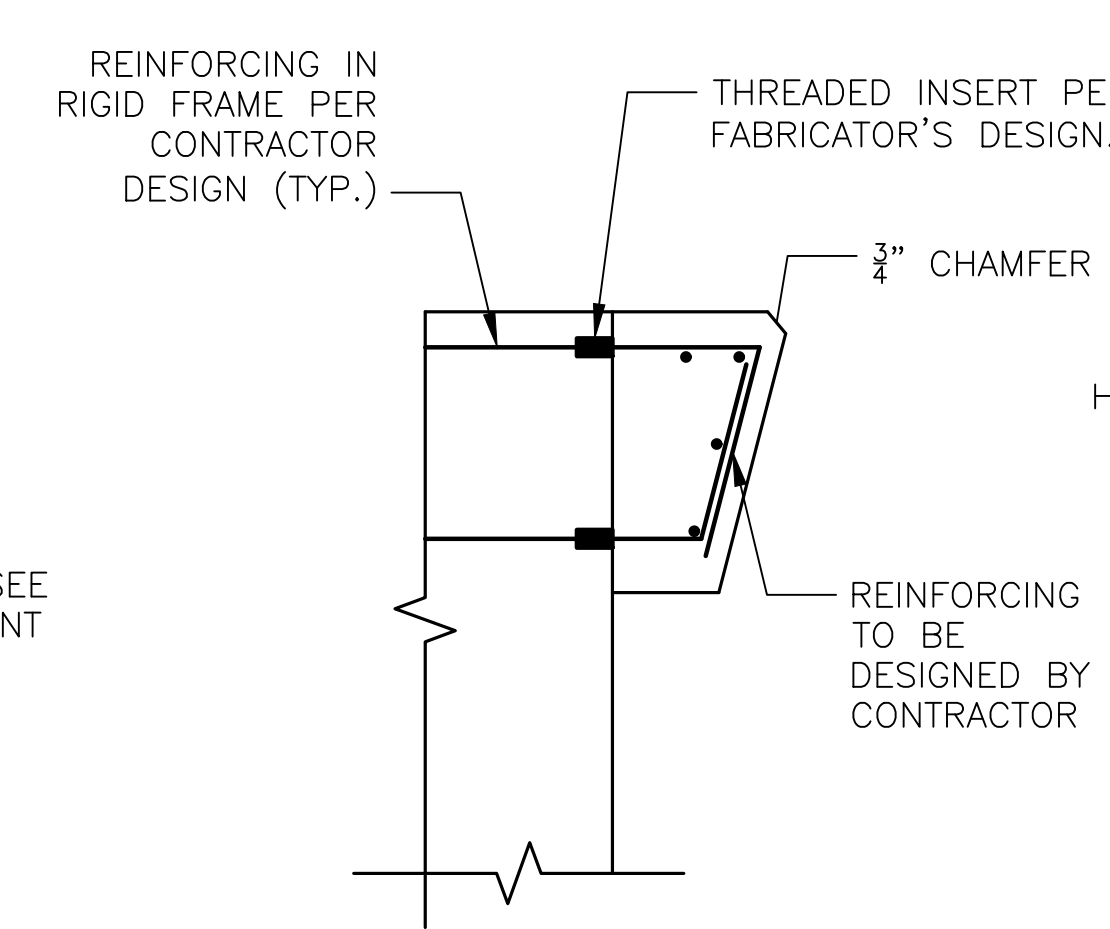 REINFORCING IN
RIGID FRAME PER
CONTRACTOR
DESIGN (TYP.)
THREADED INSERT PE
FABRICATOR'S DESIGN.
¾” CHAMFER
H
SEE
NT
REINFORCING
TO BE
DESIGNED BY
CONTRACTOR